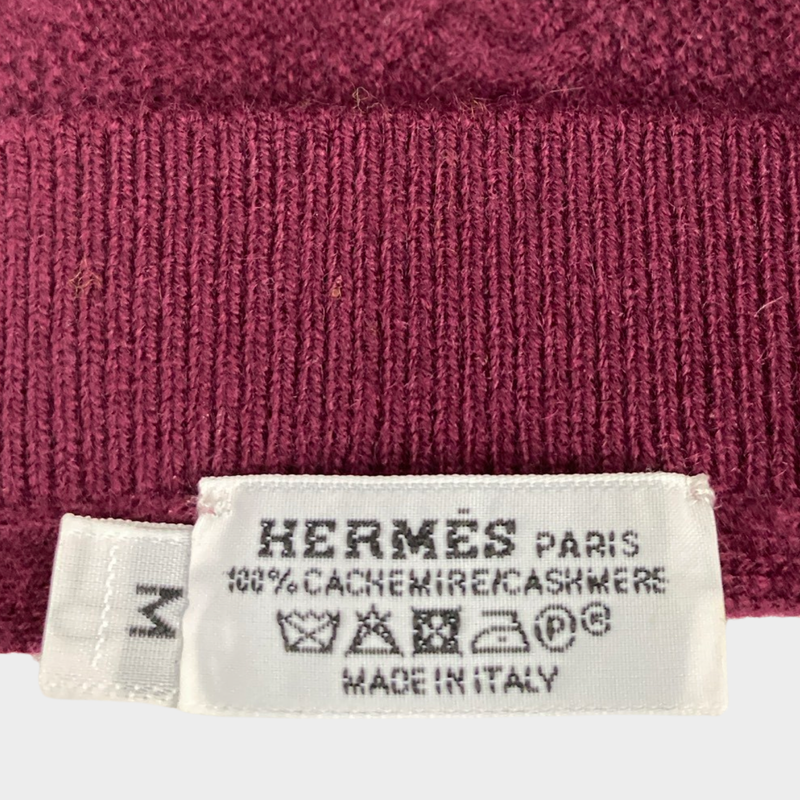 HERMÈS PARIS
100% CACHEMIRE/CASHMERE
P ®
MADE IN ITALY
M